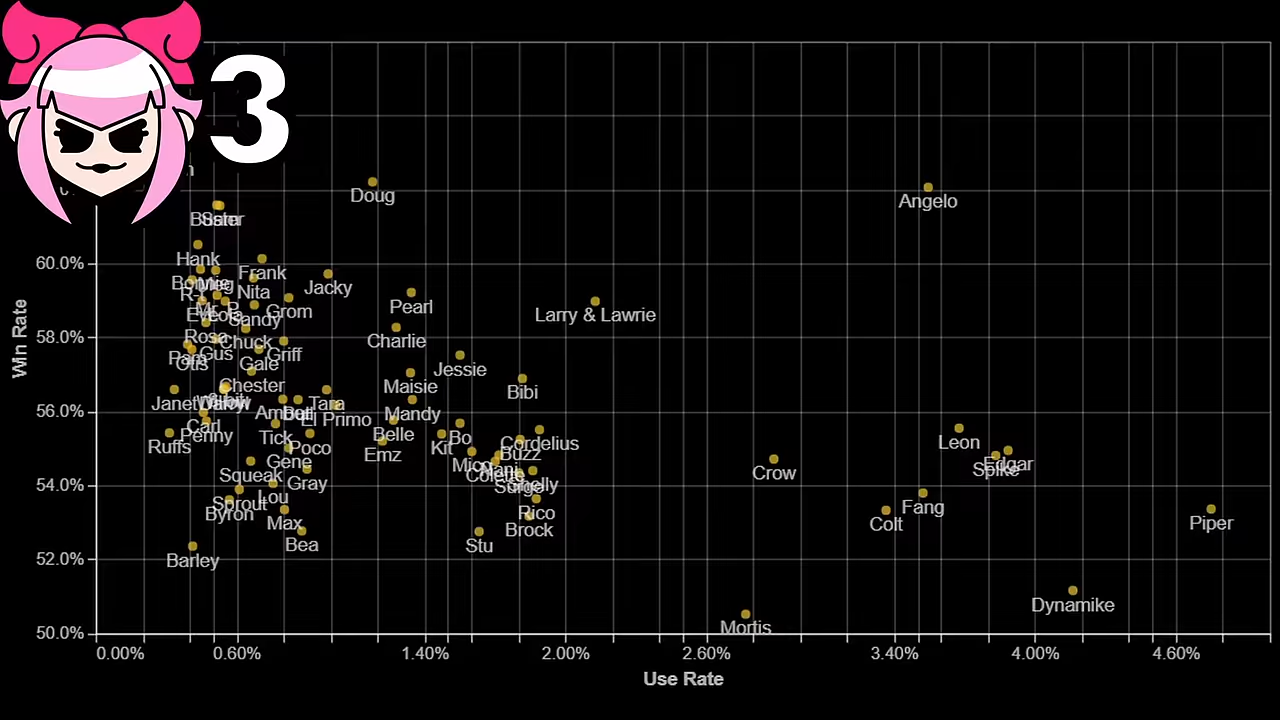 3
Doug
Angelo
Hank
Frank
Nita
Jacky
Grom
Pearl
Larry & Lawrie
Sandy
Charlie
Rosa
Chuck
Gus
Griff
Gale
Jessie
Chester
Maisie
Bibi
Janet
Tara
Mandy
El Primo
Carl
Penny
Tick
Belle
Bo
Cordelius
Leon
Ruffs
Poco
Emz
Kit
Buzz
Edgar
Spike
Gene
Mico
Crow
Squeak
Gray
Lou
Sprout
Byron
Max
Rico
Brock
Colt
Fang
Piper
Bea
Stu
Barley
Dynamike
Mortis
60.0%
58.0%
56.0%
54.0%
52.0%
50.0%
Win Rate
0.00%
0.60%
1.40%
2.00%
2.60%
3.40%
4.00%
4.60%
Use Rate